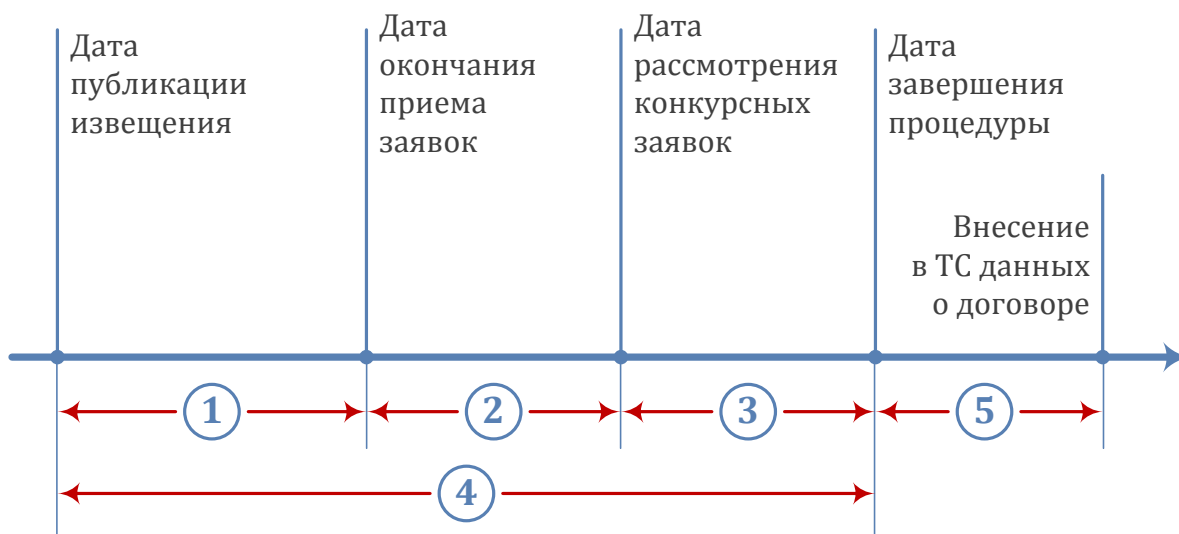 Дата
публикации
извещения
Дата
окончания
приема
заявок
Дата
рассмотрения
конкурсных
заявок
Дата
завершения
процедуры
Внесение
в ТС данных
о договоре
1
2
3
5
4